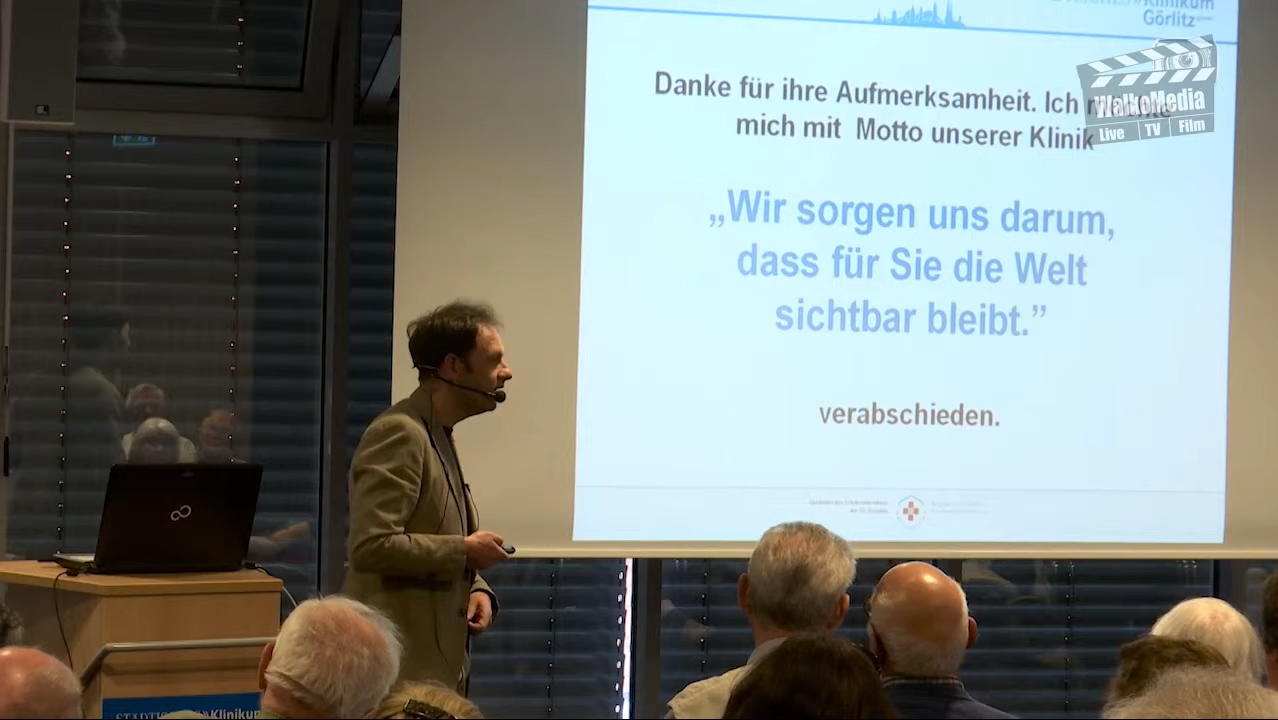 Klinikum
Görlitz
WalkoMedia
Live TV Film
Danke für ihre Aufmerksamheit. Ich
mich mit Motto unserer Klinik
„Wir sorgen uns darum,
dass für Sie die Welt
sichtbar bleibt.”
verabschieden.
Klinikum